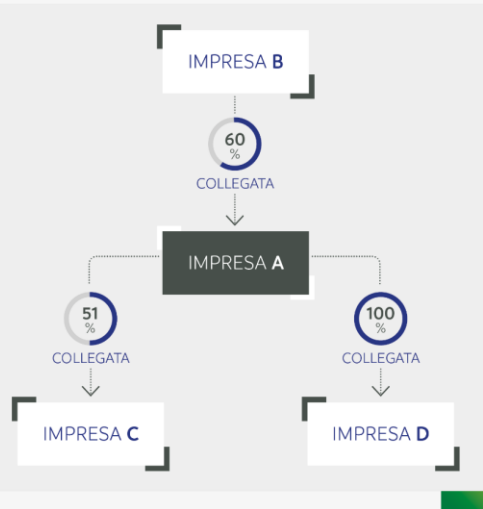 IMPRESA B
60
%
COLLEGATA
IMPRESA A
51
%
COLLEGATA
100
%
COLLEGATA
IMPRESA C
IMPRESA D